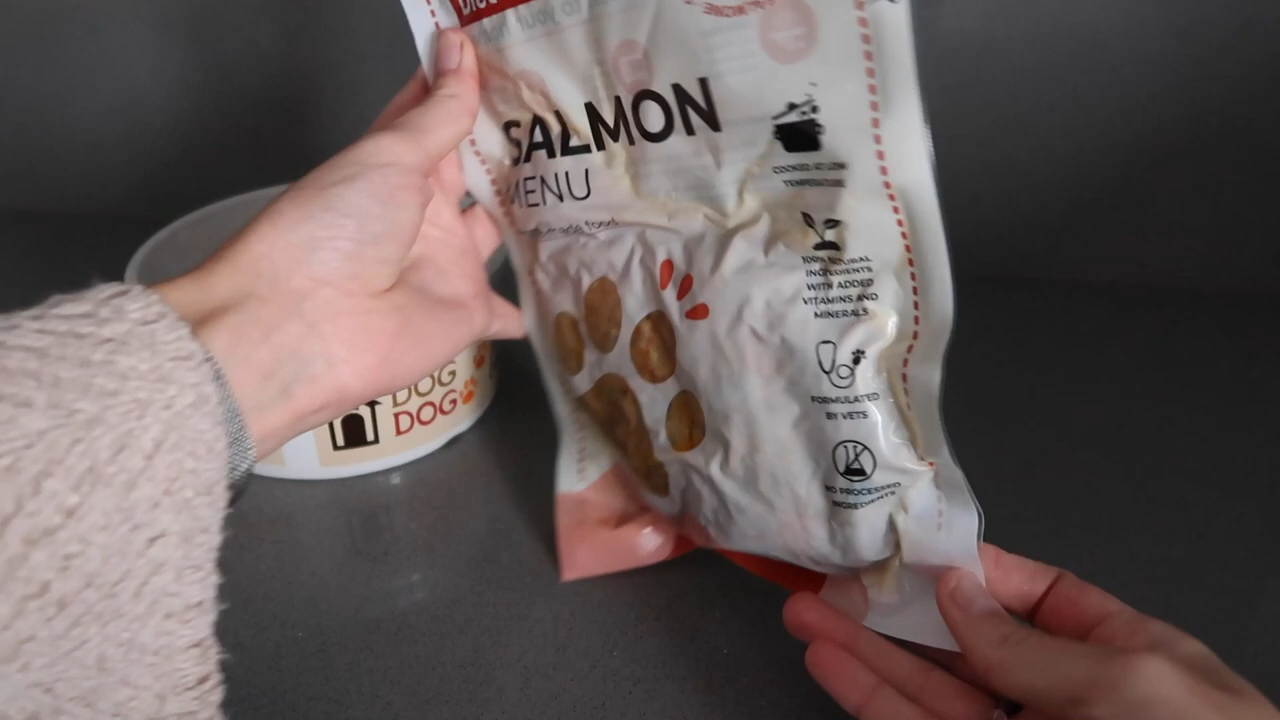 SALMON
MENU
COOKED AT LOW
TEMPERATURE
100% NATURAL
INGREDIENTS
WITH ADDED
VITAMINS AND
MINERALS
FORMULATED
BY VETS
NO PROCESSED
INGREDIENTS
DOG
DOG